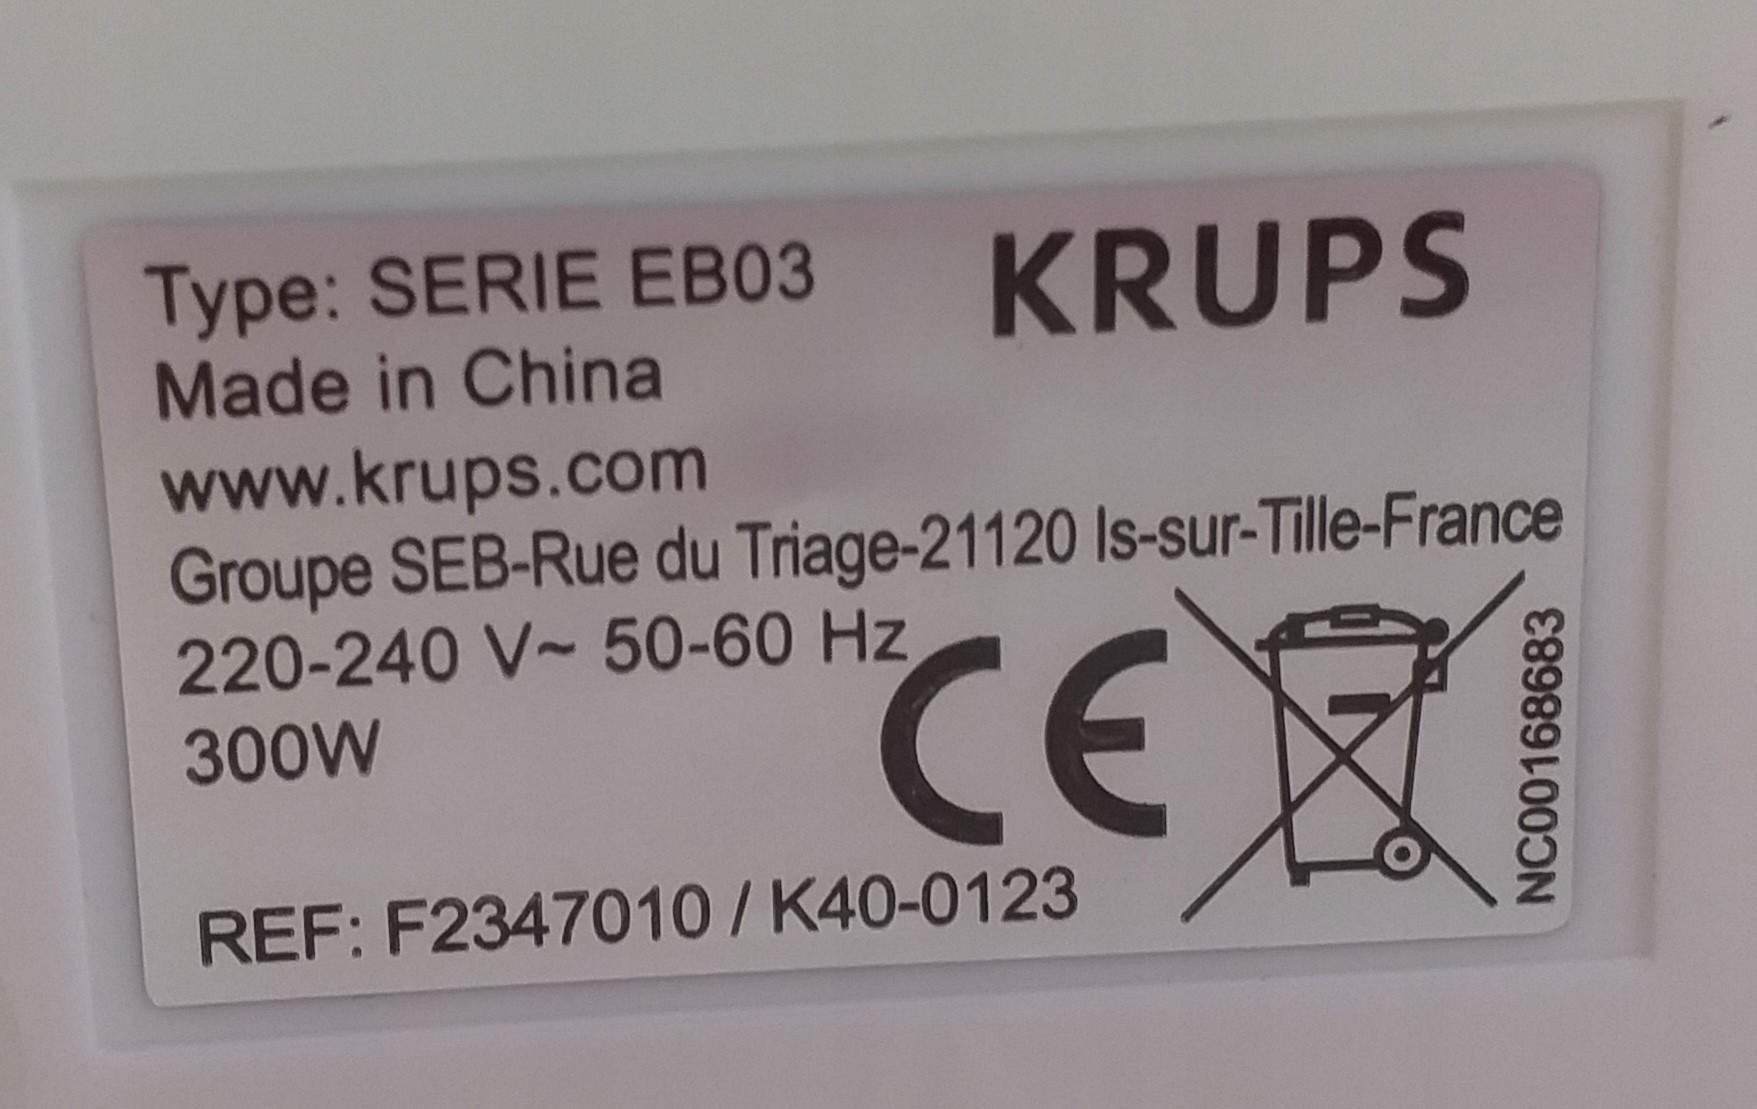 Type: SERIE EB03
KRUPS
Made in China
www.krups.com
Groupe SEB-Rue du Triage-21120 Is-sur-Tille-France
220-240 V~ 50-60 Hz
300W
CE
NC00168683
REF: F2347010 / K40-0123